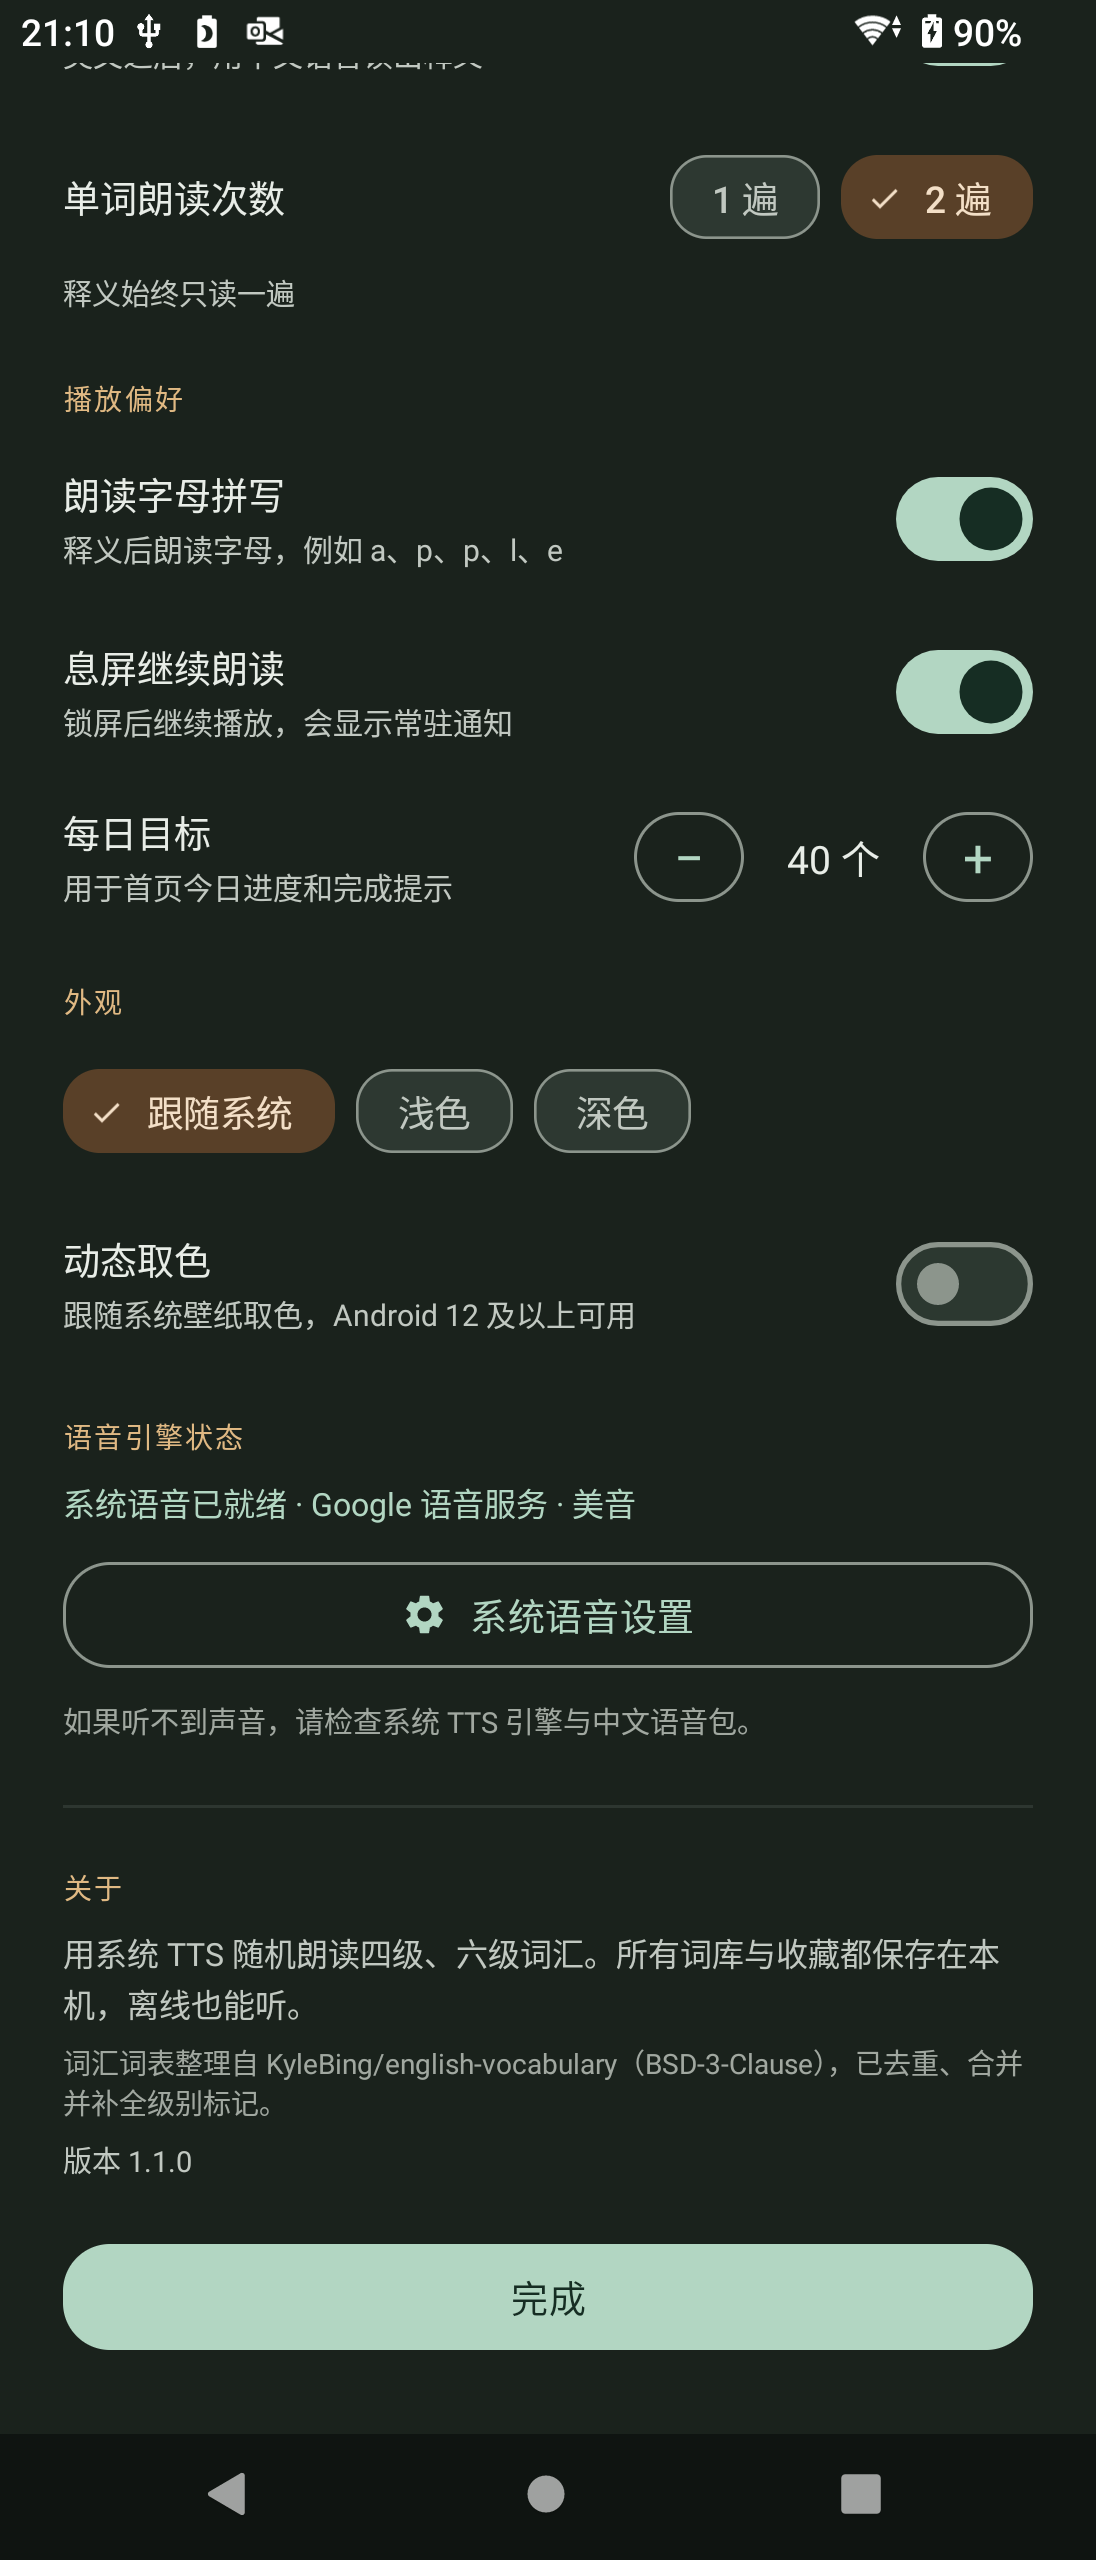 21:10
90%
单词朗读次数
1 遍
2 遍
释义始终只读一遍
播放偏好
朗读字母拼写
释义后朗读字母，例如 a、p、p、l、e
息屏继续朗读
锁屏后继续播放，会显示常驻通知
每日目标
用于首页今日进度和完成提示
40 个
外观
跟随系统
浅色
深色
动态取色
跟随系统壁纸取色，Android 12 及以上可用
语音引擎状态
系统语音已就绪 · Google 语音服务 · 美音
系统语音设置
如果听不到声音，请检查系统 TTS 引擎与中文语音包。
关于
用系统 TTS 随机朗读四级、六级词汇。所有词库与收藏都保存在本
机，离线也能听。
词汇词表整理自 KyleBing/english-vocabulary（BSD-3-Clause），已去重、合并
并补全级别标记。
版本 1.1.0
完成